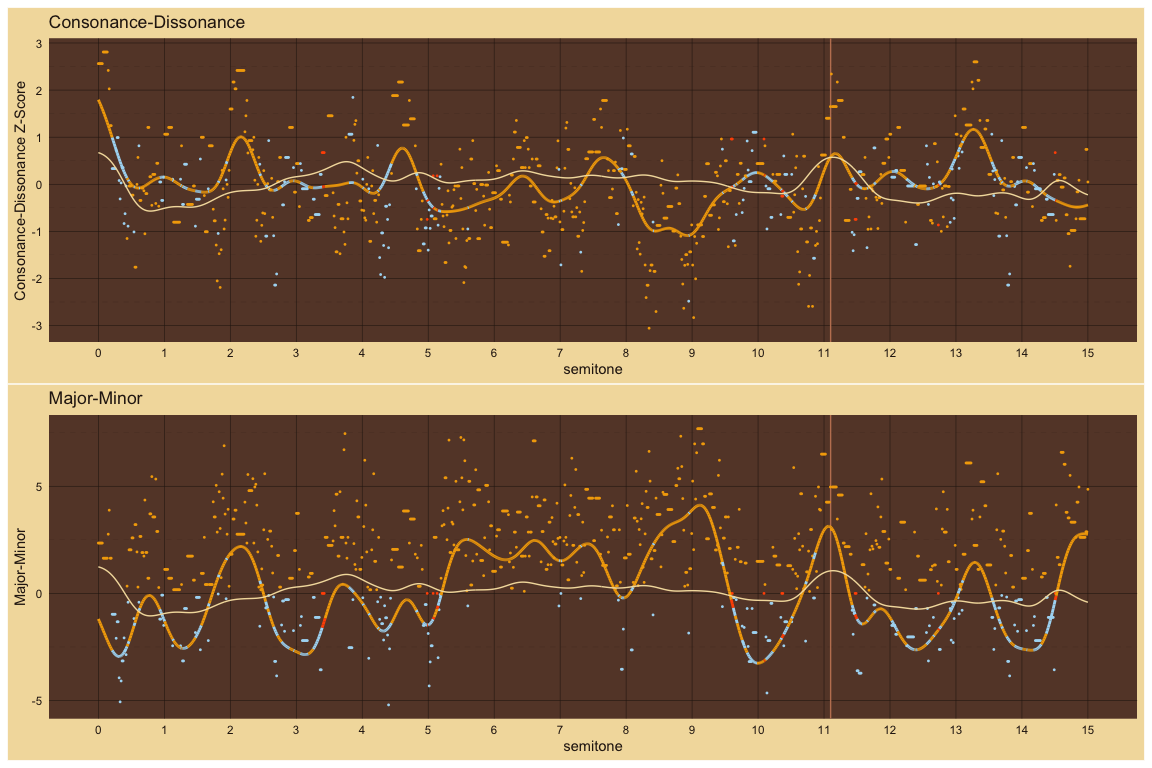 Consonance-Dissonance
Consonance-Dissonance Z-Score
3
2
1
0
-1
-2
-3
0 1 2 3 4 5 6 7 8 9 10 11 12 13 14 15
semitone
Major-Minor
Major-Minor
5
0
-5
0 1 2 3 4 5 6 7 8 9 10 11 12 13 14 15
semitone